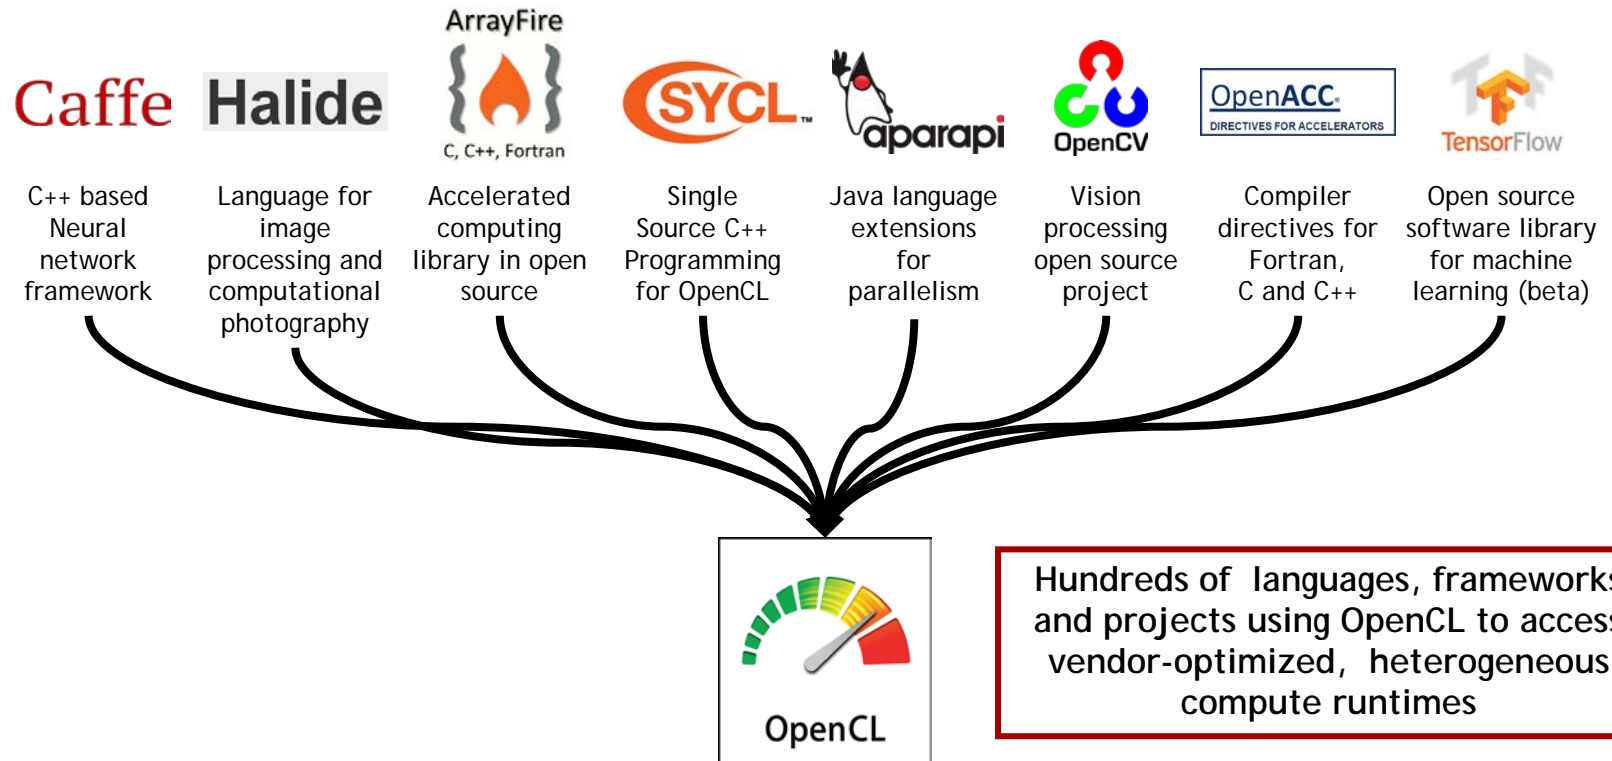 Caffe
C++ based
Neural
network
framework
Halide
Language for
image
processing and
computational
photography
ArrayFire
C, C++, Fortran
Accelerated
computing
library in open
source
SYCL™
Single
Source C++
Programming
for OpenCL
aparapi
Java language
extensions
for
parallelism
OpenCV
Vision
processing
open source
project
OpenACC®
DIRECTIVES FOR ACCELERATORS
Compiler
directives for
Fortran,
C and C++
TensorFlow
Open source
software library
for machine
learning (beta)
OpenCL
Hundreds of languages, frameworks
and projects using OpenCL to access
vendor-optimized, heterogeneous
compute runtimes